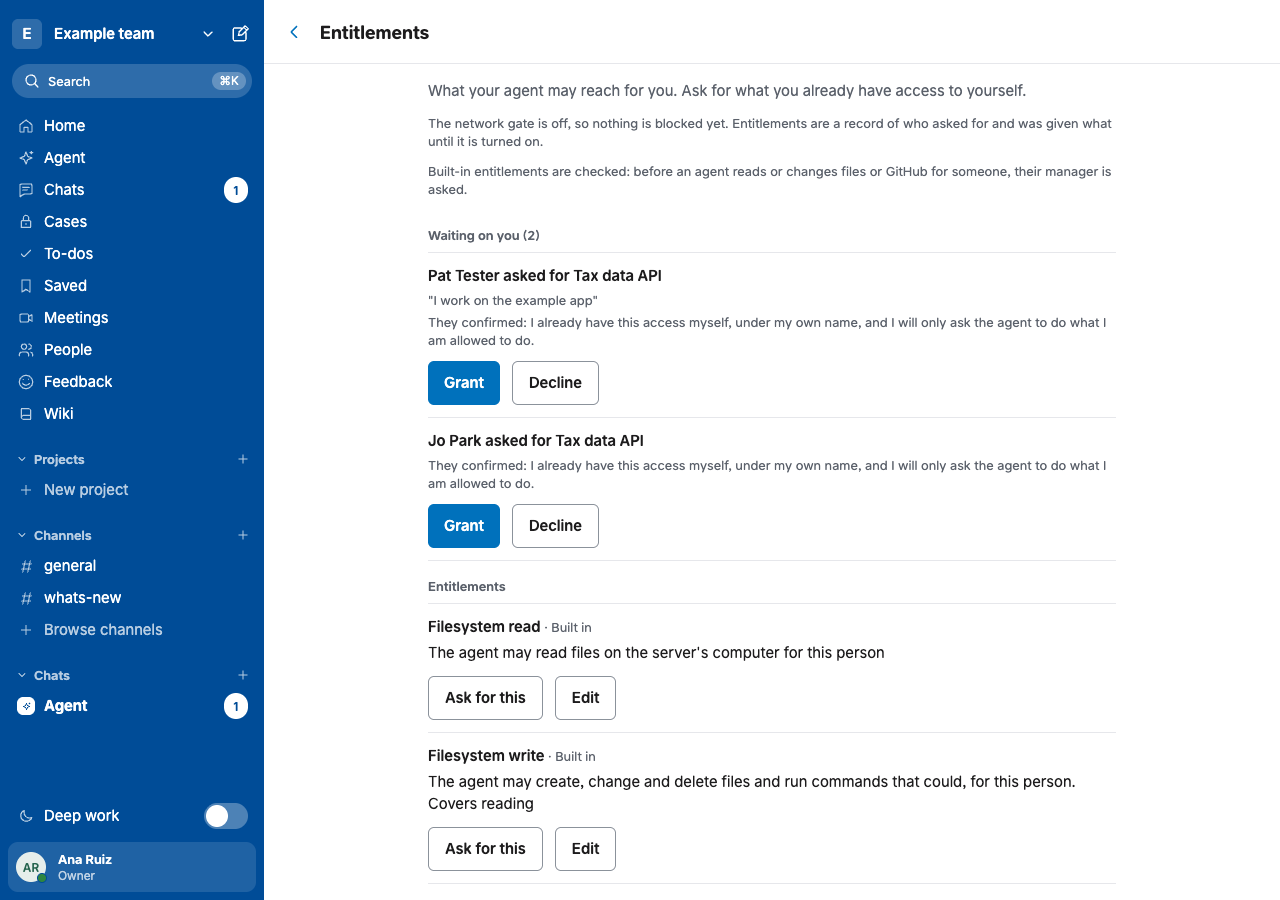 E Example team
Search ⌘K
Home
Agent
Chats 1
Cases
To-dos
Saved
Meetings
People
Feedback
Wiki
Projects
New project
Channels
# general
# whats-new
Browse channels
Chats
Agent 1
Deep work
AR Ana Ruiz
Owner
Entitlements
What your agent may reach for you. Ask for what you already have access to yourself.
The network gate is off, so nothing is blocked yet. Entitlements are a record of who asked for and was given what
until it is turned on.
Built-in entitlements are checked: before an agent reads or changes files or GitHub for someone, their manager is
asked.
Waiting on you (2)
Pat Tester asked for Tax data API
"I work on the example app"
They confirmed: I already have this access myself, under my own name, and I will only ask the agent to do what I
am allowed to do.
Grant Decline
Jo Park asked for Tax data API
They confirmed: I already have this access myself, under my own name, and I will only ask the agent to do what I
am allowed to do.
Grant Decline
Entitlements
Filesystem read · Built in
The agent may read files on the server's computer for this person
Ask for this Edit
Filesystem write · Built in
The agent may create, change and delete files and run commands that could, for this person.
Covers reading
Ask for this Edit